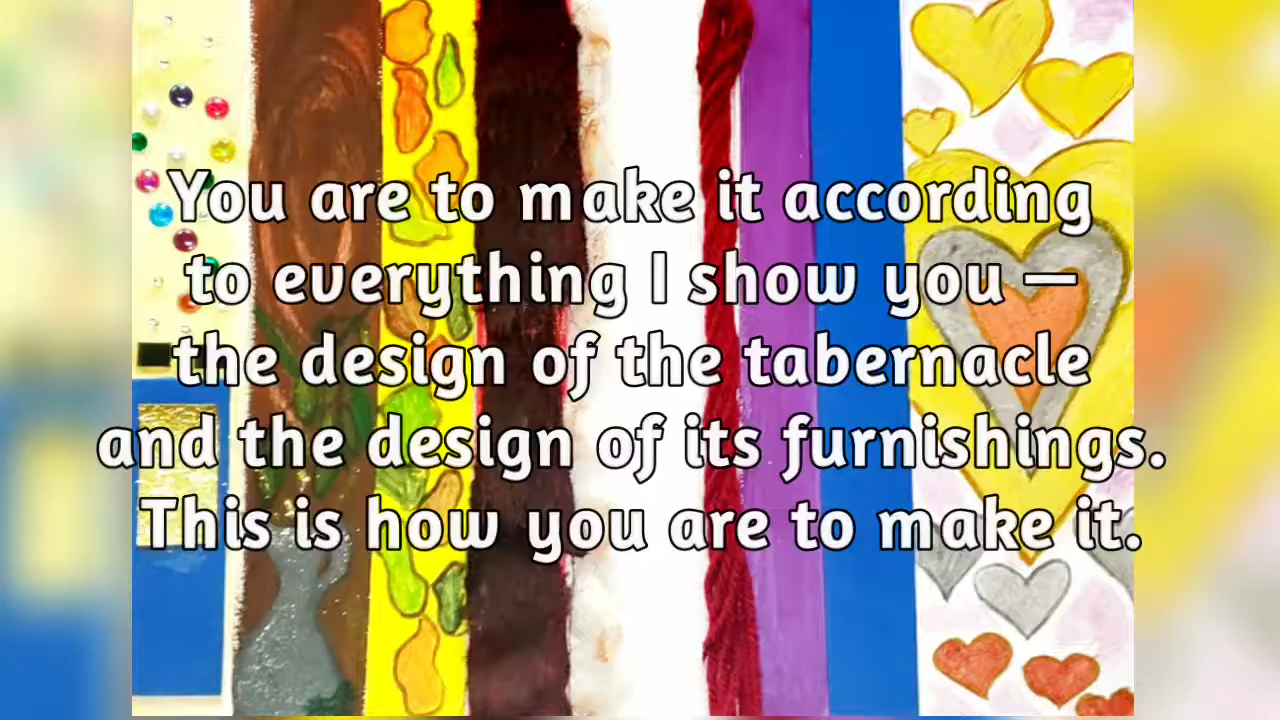 You are to make it according
to everything I show you —
the design of the tabernacle
and the design of its furnishings.
This is how you are to make it.